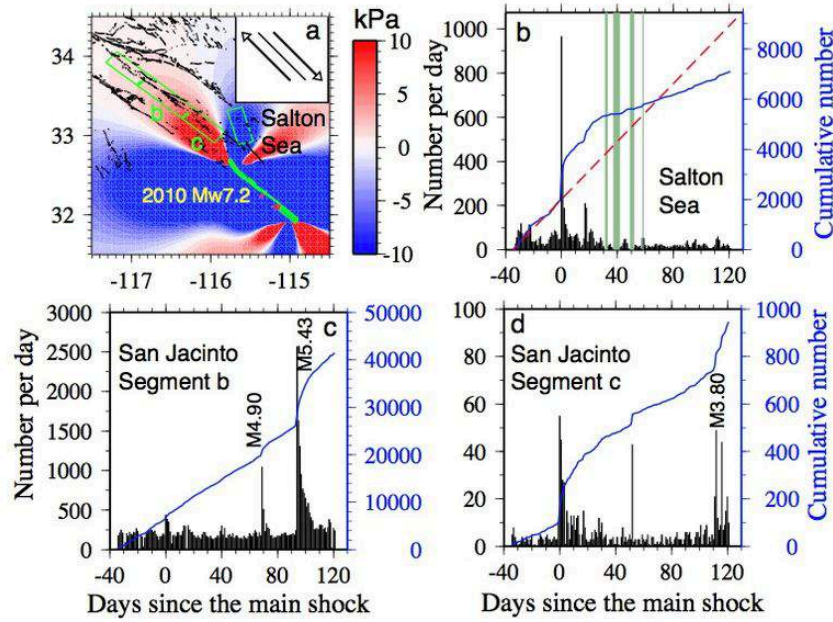 a
kPa
10
5
0
-5
-10
34
33
32
-117
-116
-115
b
c
Salton
Sea
2010 Mw7.2
b
Number per day
1000
800
600
400
200
0
-40
0
40
80
120
Salton
Sea
8000
6000
4000
2000
0
Cumulative number
c
Number per day
3000
2500
2000
1500
1000
500
0
San Jacinto
Segment b
M4.90
M5.43
50000
40000
30000
20000
10000
0
-40
0
40
80
120
Days since the main shock
d
100
80
60
40
20
0
San Jacinto
Segment c
M3.80
1000
800
600
400
200
0
Cumulative number
-40
0
40
80
120
Days since the main shock